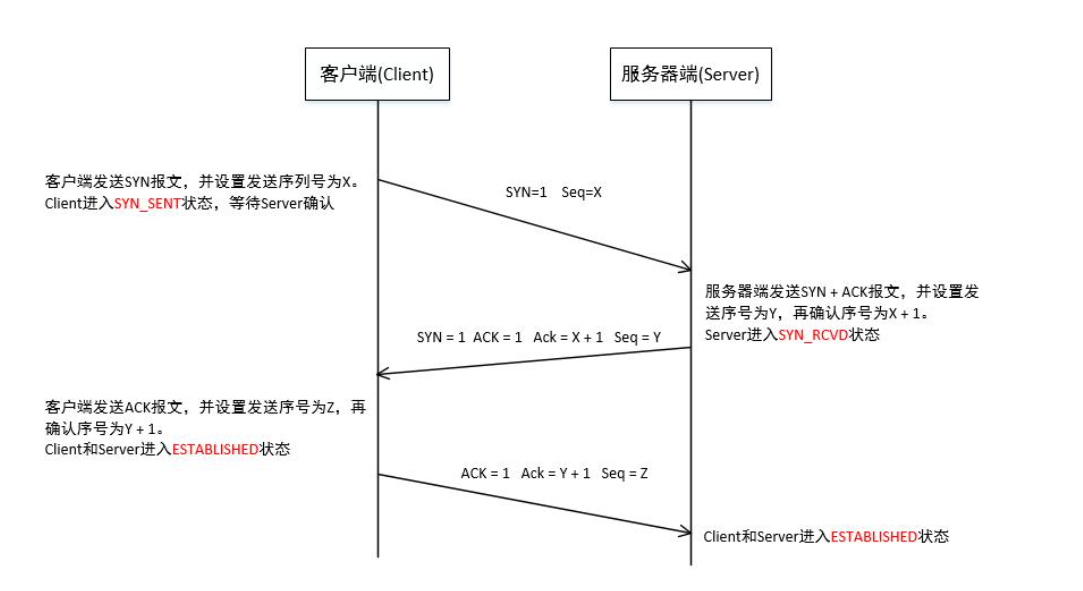 客户端(Client)
服务器端(Server)
客户端发送SYN报文，并设置发送序列号为X。
Client进入SYN_SENT状态，等待Server确认
SYN=1 Seq=X
服务器端发送SYN + ACK报文，并设置发
送序号为Y，再确认序号为X + 1。
Server进入SYN_RCVD状态
SYN = 1 ACK = 1 Ack = X + 1 Seq = Y
客户端发送ACK报文，并设置发送序号为Z，再
确认序号为Y + 1。
Client和Server进入ESTABLISHED状态
ACK = 1 Ack = Y + 1 Seq = Z
Client和Server进入ESTABLISHED状态